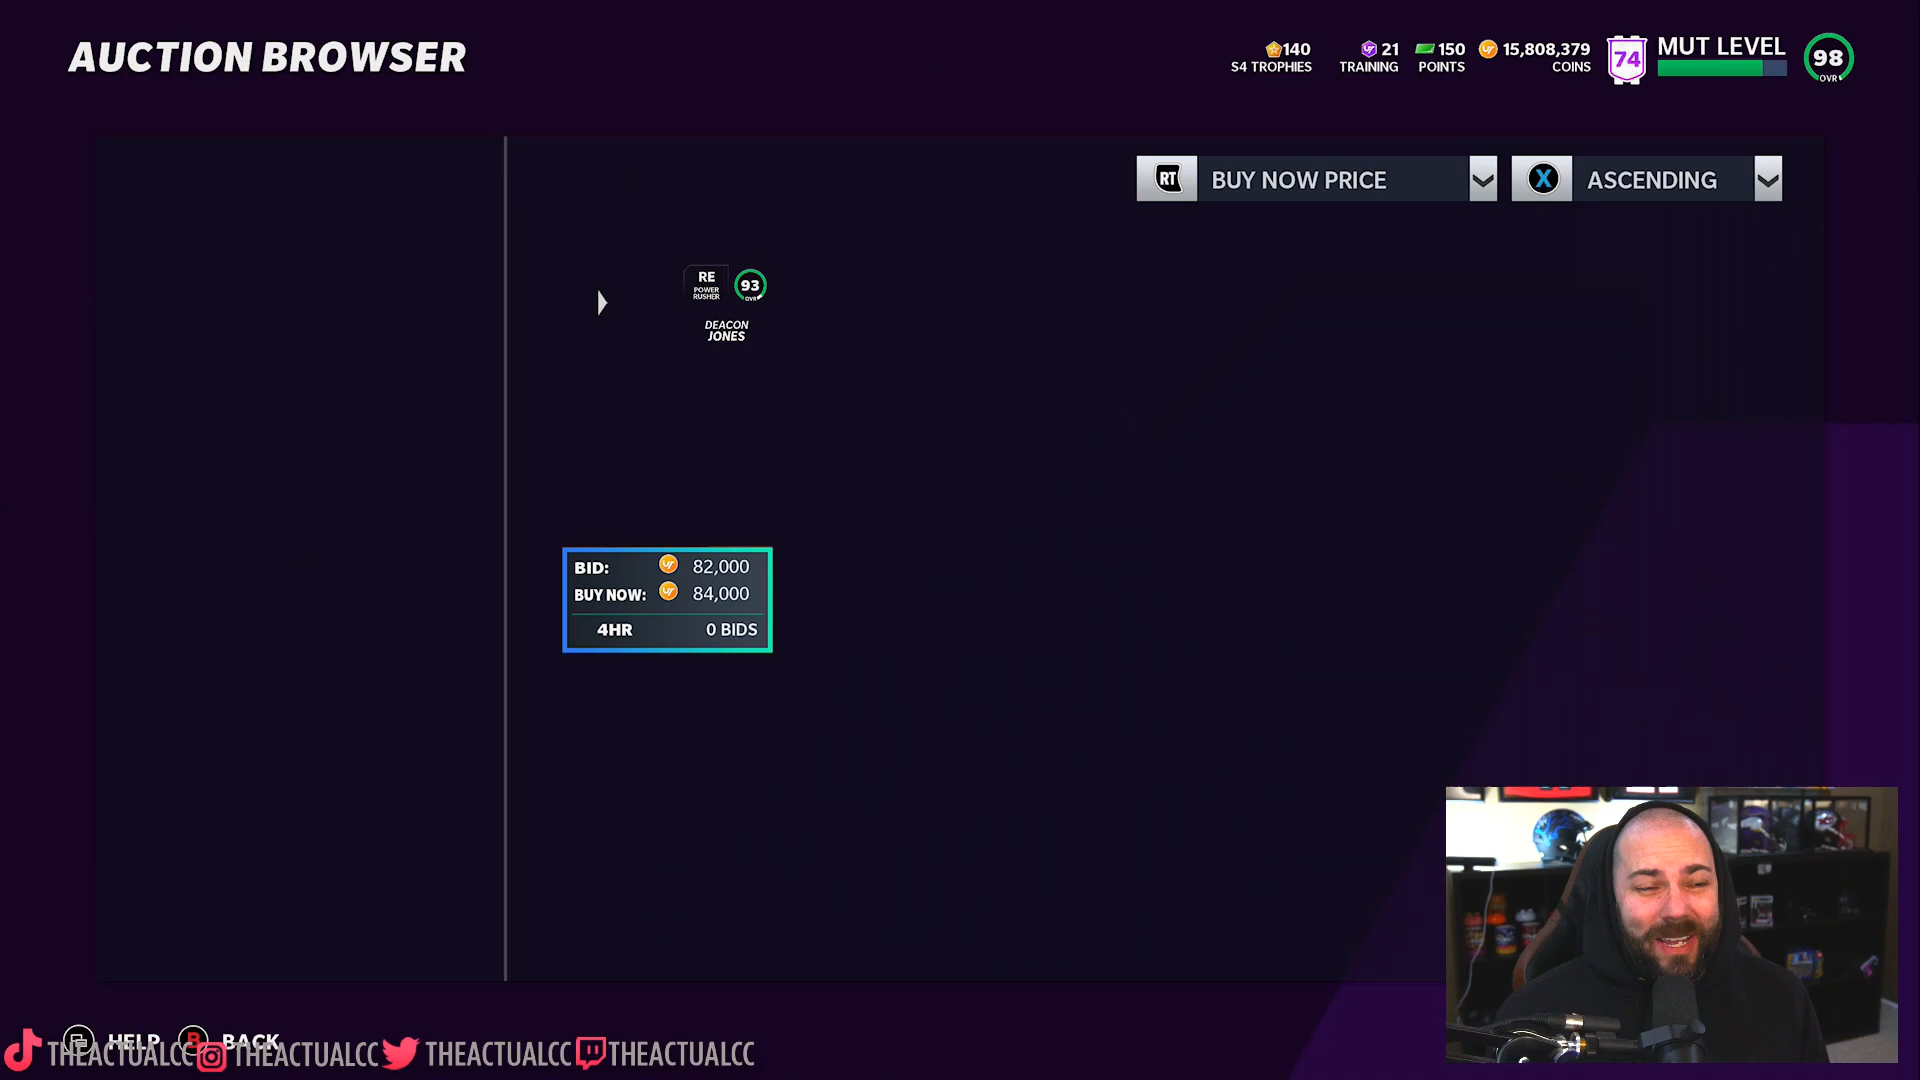 AUCTION BROWSER
140
S4 TROPHIES
21
TRAINING
150
POINTS
15,808,379
COINS
74
MUT LEVEL
98
OVR
RT
BUY NOW PRICE
X
ASCENDING
RE
POWER
RUSHER
93
OVR
DEACON
JONES
BID: 82,000
BUY NOW: 84,000
4HR 0 BIDS
HELP
B BACK
THEACTUALCC THEACTUALCC THEACTUALCC THEACTUALCC